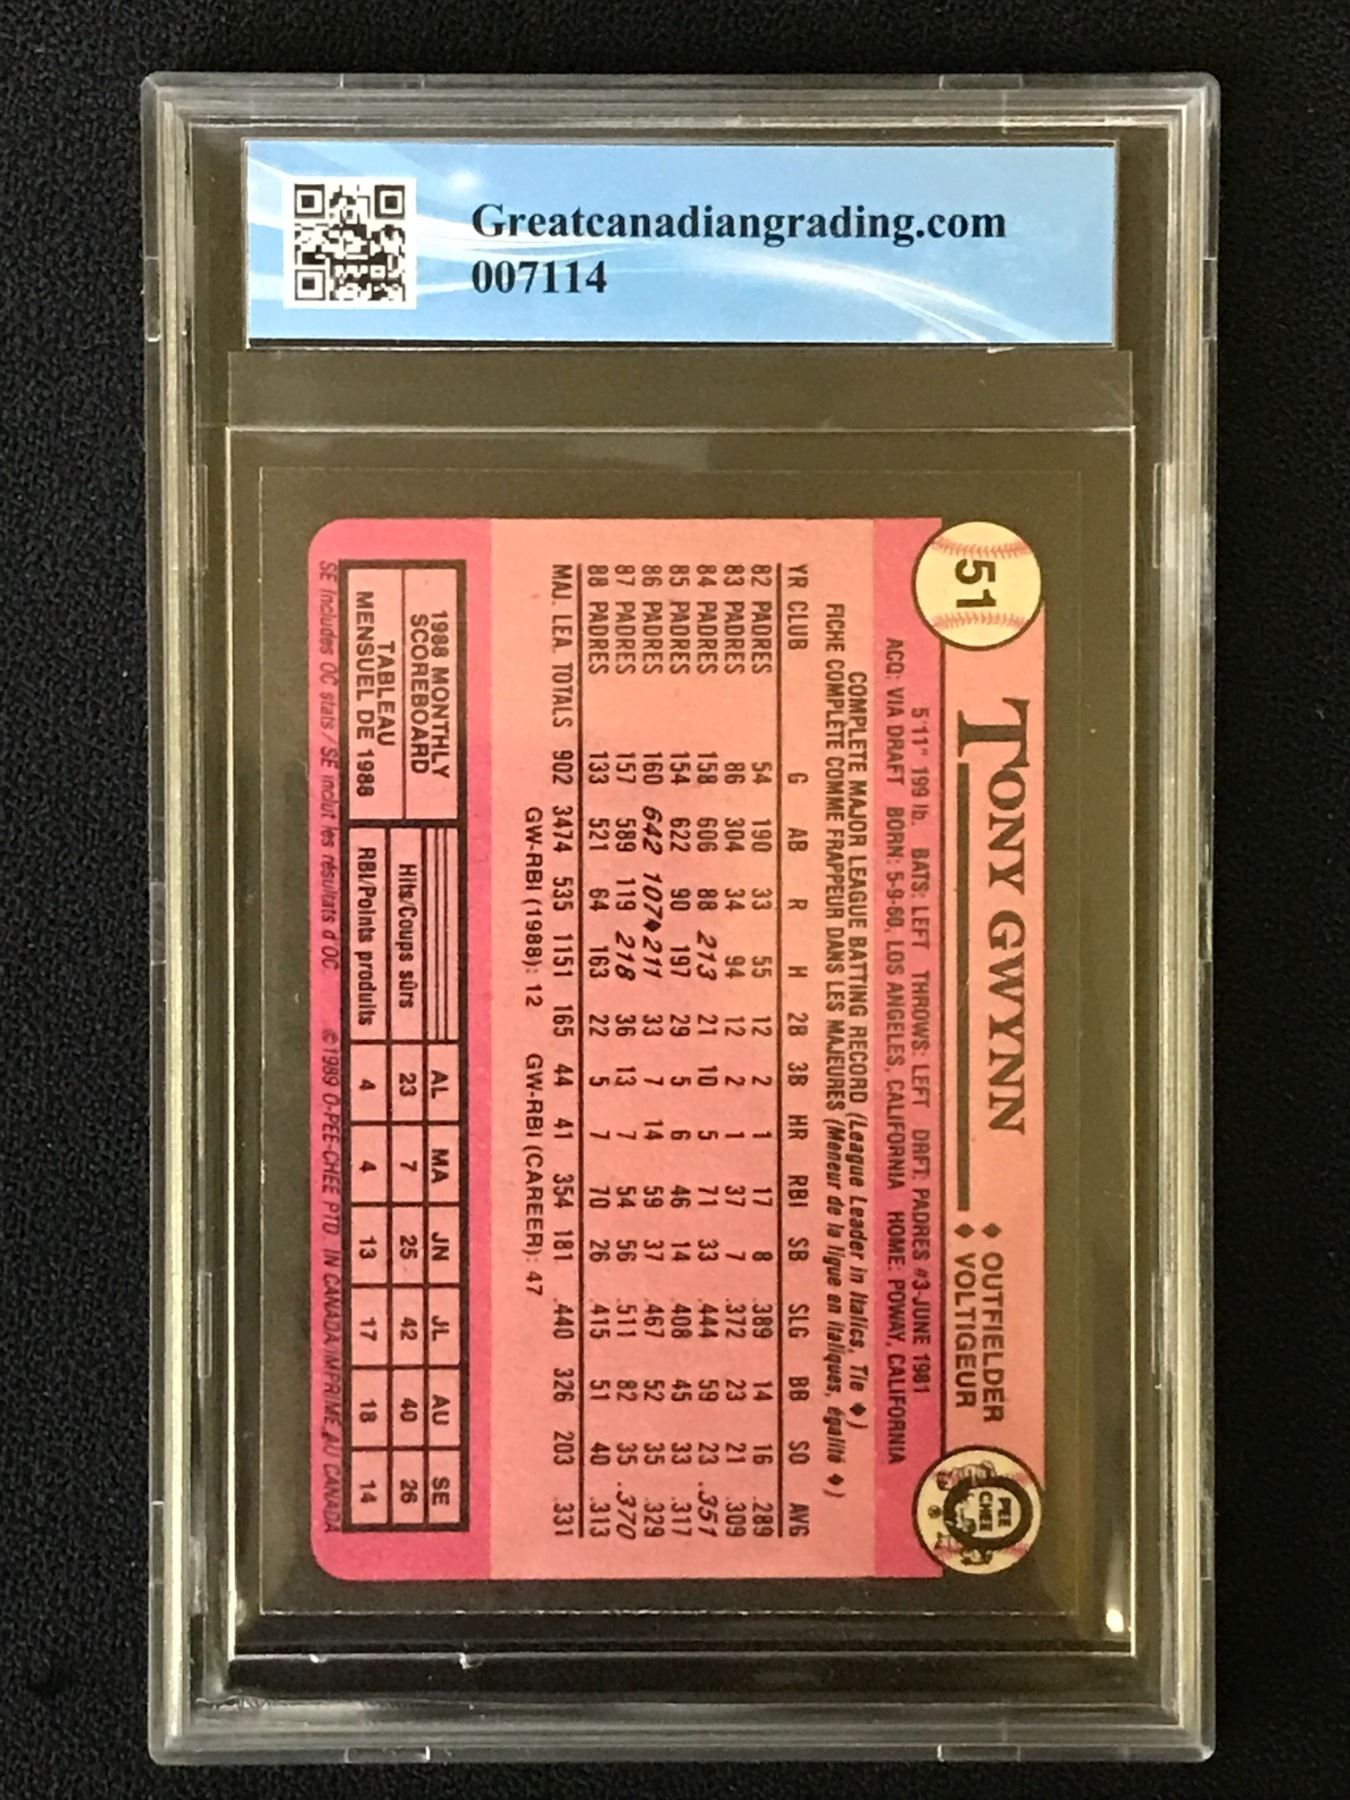 Greatcanadiangrading.com
007114
51
TONY GWYNN
♦ OUTFIELDER
♦ VOLTIGEUR
PEE
CHEE
5'11" 199 lb. BATS: LEFT THROWS: LEFT DRFT: PADRES #3-JUNE 1981
ACQ: VIA DRAFT BORN: 5-9-60, LOS ANGELES, CALIFORNIA HOME: POWAY, CALIFORNIA
COMPLETE MAJOR LEAGUE BATTING RECORD (League Leader in Italics, Tie ♦)
FICHE COMPLÈTE COMME FRAPPEUR DANS LES MAJEURES (Meneur de la ligue en italiques, égalité ♦)
YR CLUB G AB R H 2B 3B HR RBI SB SLG BB SO AVG
82 PADRES 54 190 33 55 12 2 1 17 8 .389 14 16 .289
83 PADRES 86 304 34 94 12 2 1 37 7 .372 23 21 .309
84 PADRES 158 606 88 213 21 10 5 71 33 .444 59 23 .351
85 PADRES 154 622 90 197 29 5 6 46 14 .408 45 33 .317
86 PADRES 160 642 107♦ 211 33 7 14 59 37 .467 52 35 .329
87 PADRES 157 589 119 218 36 13 7 54 56 .511 82 35 .370
88 PADRES 133 521 64 163 22 5 7 70 26 .415 51 40 .313
MAJ. LEA. TOTALS 902 3474 535 1151 165 44 41 354 181 .440 326 203 .331
GW-RBI (1988): 12 GW-RBI (CAREER): 47
1988 MONTHLY
SCOREBOARD
TABLEAU
MENSUEL DE 1988
AL MA JN JL AU SE
Hits/Coups sûrs 23 7 25 42 40 26
RBI/Points produits 4 4 13 17 18 14
SE includes OC stats / SE inclut les résultats d'OC ©1989 O-PEE-CHEE PTD IN CANADA/IMPRIME AU CANADA